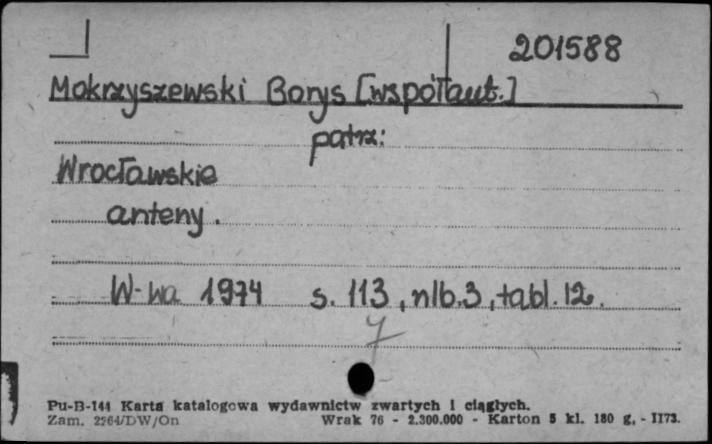 201588
Mokrzyszewski Borys [współaut.]
patrz:
Wrocławskie
anteny.
W-wa 1974 s. 113, nlb. 3, tabl. 12.
Pu-B-144 Karta katalogowa wydawnictw zwartych i ciągłych.
Zam. 2264/DW/On Wrak 76 - 2.300.000 - Karton 5 kl. 180 g, - II73.